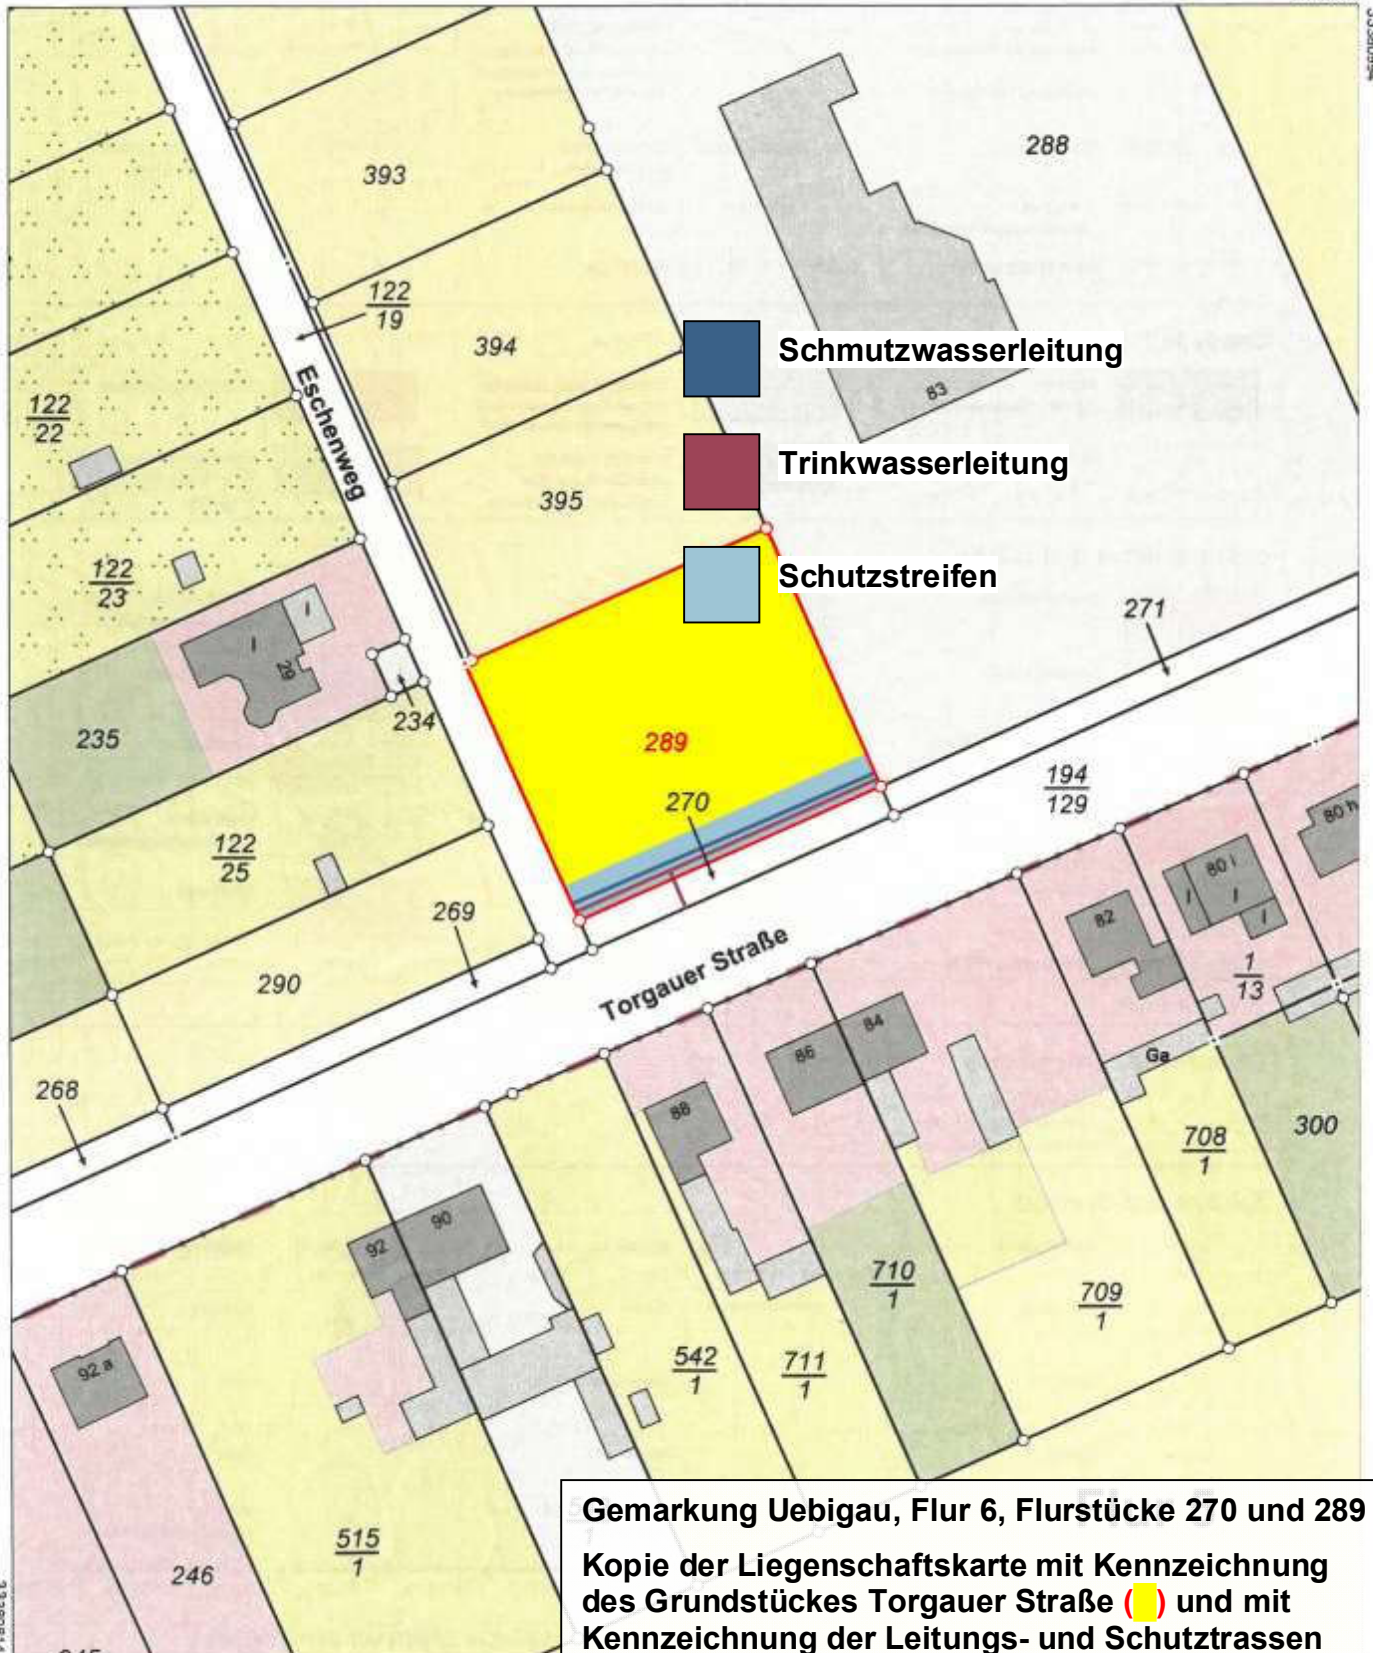 288
393
122
19
394
Schmutzwasserleitung
83
122
22
Eschenweg
Trinkwasserleitung
395
122
23
Schutzstreifen
271
I
I
29
234
235
289
194
129
270
80 h
122
25
80 i
I
I
I
269
82
Torgauer Straße
290
1
13
84
86
Ga
268
88
300
708
1
90
92
710
1
709
1
92 a
542
1
711
1
Gemarkung Uebigau, Flur 6, Flurstücke 270 und 289
515
1
Kopie der Liegenschaftskarte mit Kennzeichnung
246
des Grundstückes Torgauer Straße ( ) und mit
Kennzeichnung der Leitungs- und Schutztrassen